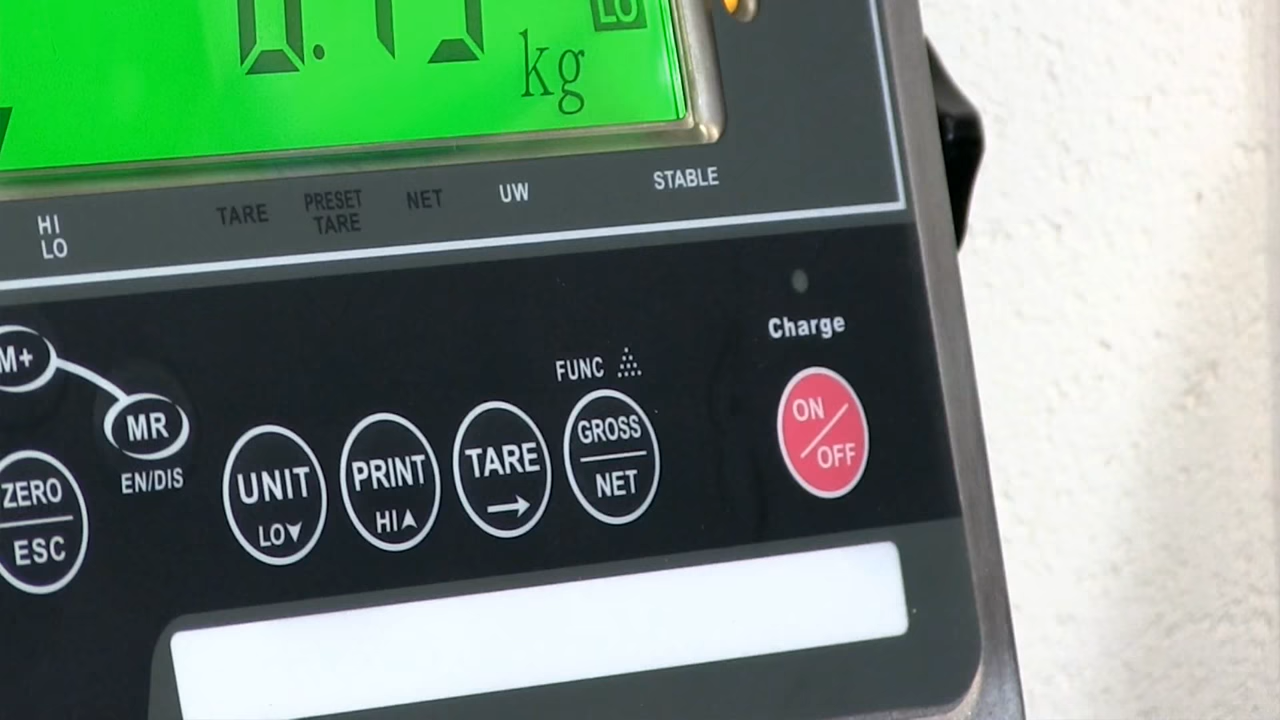 LO
kg
HI
LO
TARE
PRESET
TARE
NET
UW
STABLE
Charge
FUNC
M+
MR
EN/DIS
ZERO
ESC
UNIT
LO▼
PRINT
HI▲
TARE
→
GROSS
NET
ON
OFF